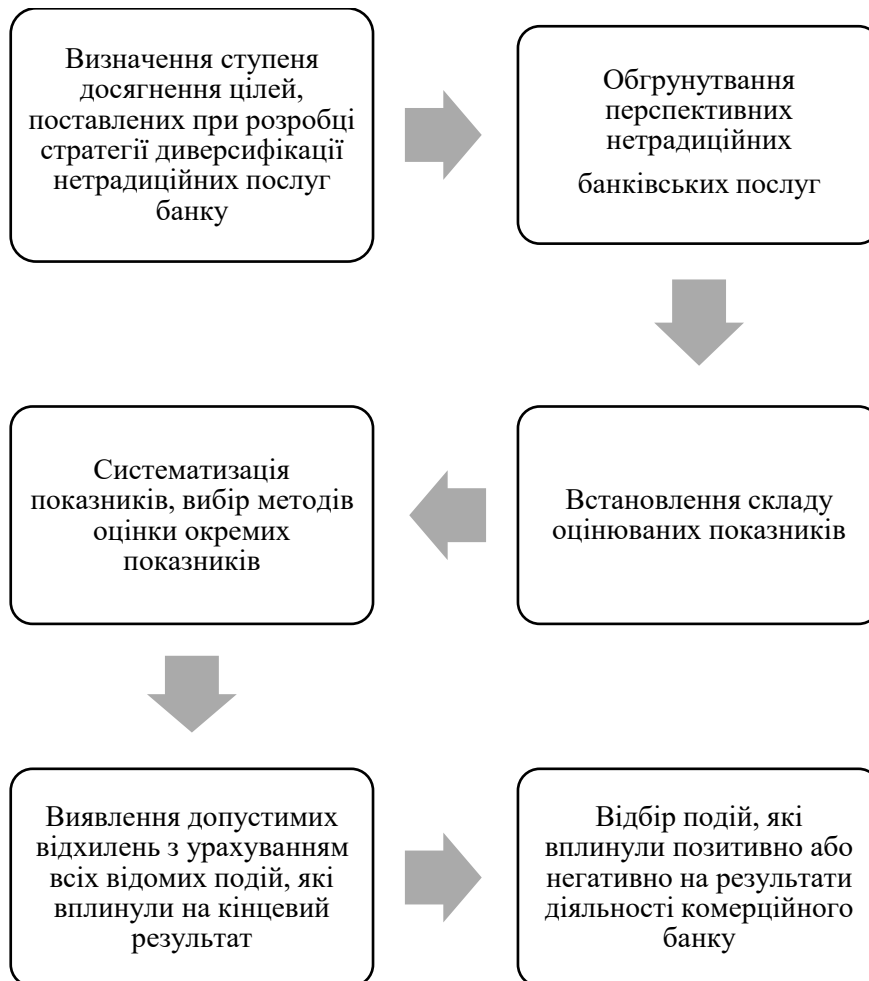 Визначення ступеня
досягнення цілей,
поставлених при розробці
стратегії диверсифікації
нетрадиційних послуг
банку
Обгрунутвання
перспективних
нетрадиційних
банківських послуг
Встановлення складу
оцінюваних показників
Систематизація
показників, вибір методів
оцінки окремих
показників
Виявлення допустимих
відхилень з урахуванням
всіх відомих подій, які
вплинули на кінцевий
результат
Відбір подій, які
вплинули позитивно або
негативно на результати
діяльності комерційного
банку